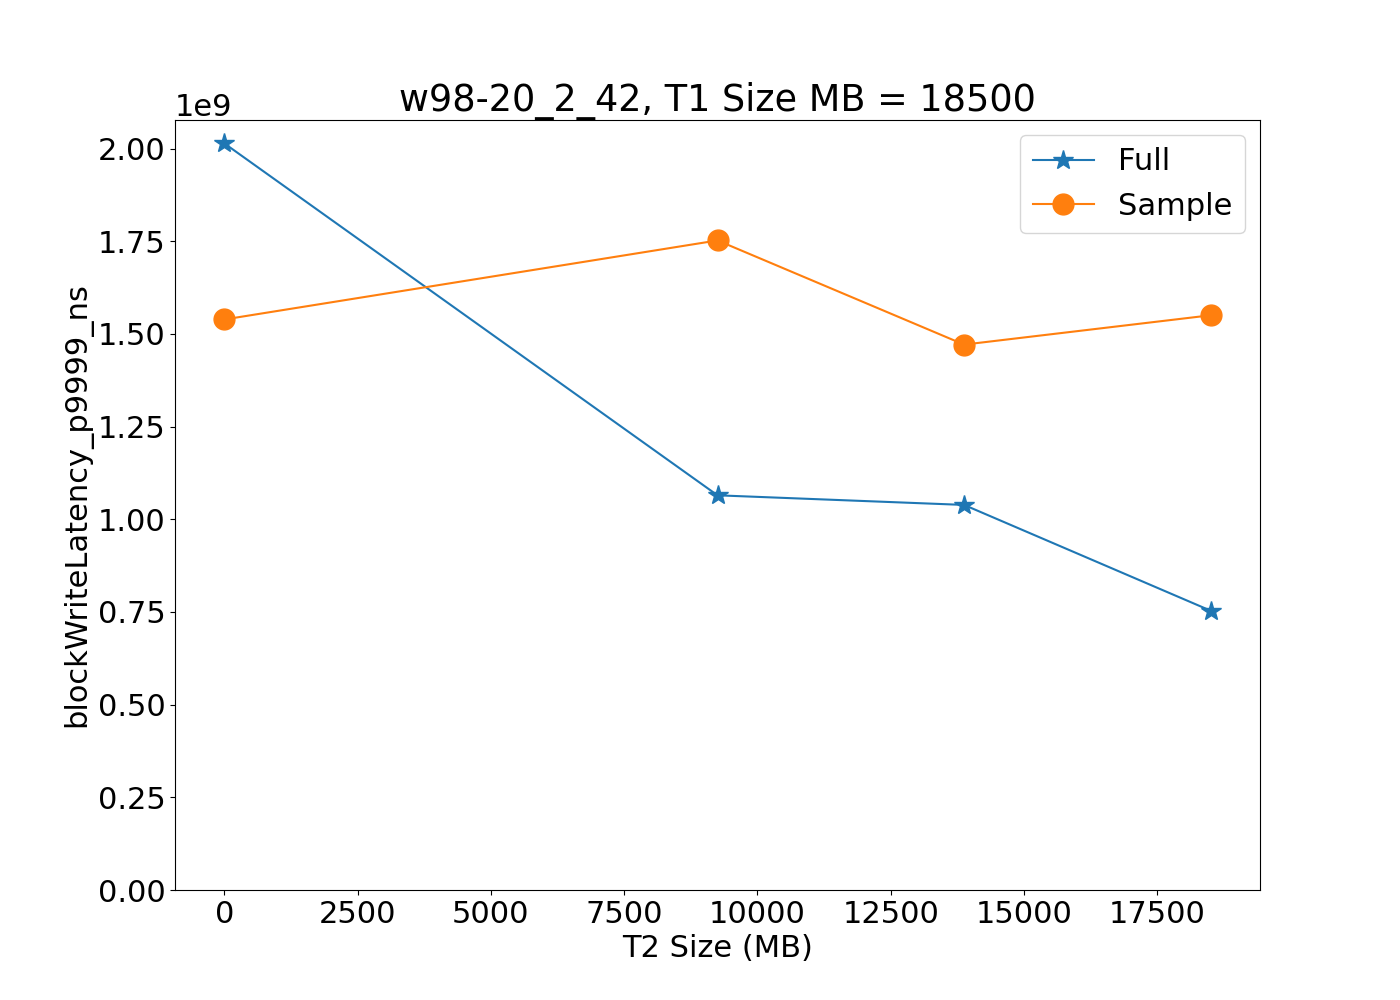 w98-20_2_42, T1 Size MB = 18500
1e9
Full
Sample
2.00
1.75
1.50
1.25
1.00
0.75
0.50
0.25
0.00
blockWriteLatency_p9999_ns
0 2500 5000 7500 10000 12500 15000 17500
T2 Size (MB)